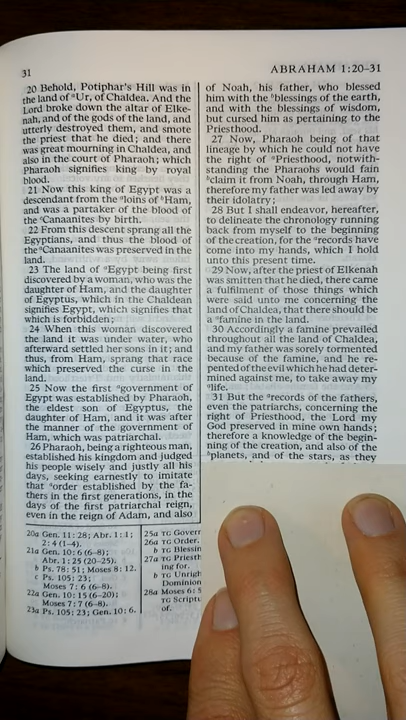 31
ABRAHAM 1:20–31
20 Behold, Potiphar's Hill was in
the land of ᵃUr, of Chaldea. And the
Lord broke down the altar of Elke-
nah, and of the gods of the land, and
utterly destroyed them, and smote
the priest that he died; and there
was great mourning in Chaldea, and
also in the court of Pharaoh; which
Pharaoh signifies king by royal
blood.
21 Now this king of Egypt was a
descendant from the ᵃloins of ᵇHam,
and was a partaker of the blood of
the ᶜCanaanites by birth.
22 From this descent sprang all the
Egyptians, and thus the blood of
the ᵃCanaanites was preserved in the
land.
23 The land of ᵃEgypt being first
discovered by a woman, who was the
daughter of Ham, and the daughter
of Egyptus, which in the Chaldean
signifies Egypt, which signifies that
which is forbidden;
24 When this woman discovered
the land it was under water, who
afterward settled her sons in it; and
thus, from Ham, sprang that race
which preserved the curse in the
land.
25 Now the first ᵃgovernment of
Egypt was established by Pharaoh,
the eldest son of Egyptus, the
daughter of Ham, and it was after
the manner of the government of
Ham, which was patriarchal.
26 Pharaoh, being a righteous man,
established his kingdom and judged
his people wisely and justly all his
days, seeking earnestly to imitate
that ᵃorder established by the fa-
thers in the first generations, in the
days of the first patriarchal reign,
even in the reign of Adam, and also
of Noah, his father, who blessed
him with the ᵇblessings of the earth,
and with the blessings of wisdom,
but cursed him as pertaining to the
Priesthood.
27 Now, Pharaoh being of that
lineage by which he could not have
the right of ᵃPriesthood, notwith-
standing the Pharaohs would fain
ᵇclaim it from Noah, through Ham,
therefore my father was led away by
their idolatry;
28 But I shall endeavor, hereafter,
to delineate the chronology running
back from myself to the beginning
of the creation, for the ᵃrecords have
come into my hands, which I hold
unto this present time.
29 Now, after the priest of Elkenah
was smitten that he died, there came
a fulfilment of those things which
were said unto me concerning the
land of Chaldea, that there should be
a ᵃfamine in the land.
30 Accordingly a famine prevailed
throughout all the land of Chaldea,
and my father was sorely tormented
because of the famine, and he re-
pented of the evil which he had deter-
mined against me, to take away my
ᵃlife.
31 But the ᵃrecords of the fathers,
even the patriarchs, concerning the
right of Priesthood, the Lord my
God preserved in mine own hands;
therefore a knowledge of the begin-
ning of the creation, and also of the
ᵇplanets, and of the stars, as they
20a Gen. 11:28; Abr. 1:1;
2:4 (1–4).
21a Gen. 10:6 (6–8);
Abr. 1:25 (20–25).
b Ps. 78:51; Moses 8:12.
c Ps. 105:23;
Moses 7:6 (6–8).
22a Gen. 10:15 (6–20);
Moses 7:7 (6–8).
23a Ps. 105:23; Gen. 10:6.
25a TG Govern
26a TG Order.
b TG Blessin
27a TG Priesth
ing for.
b TG Unrigh
Dominion
28a Moses 6:5
TG Scriptu
of.